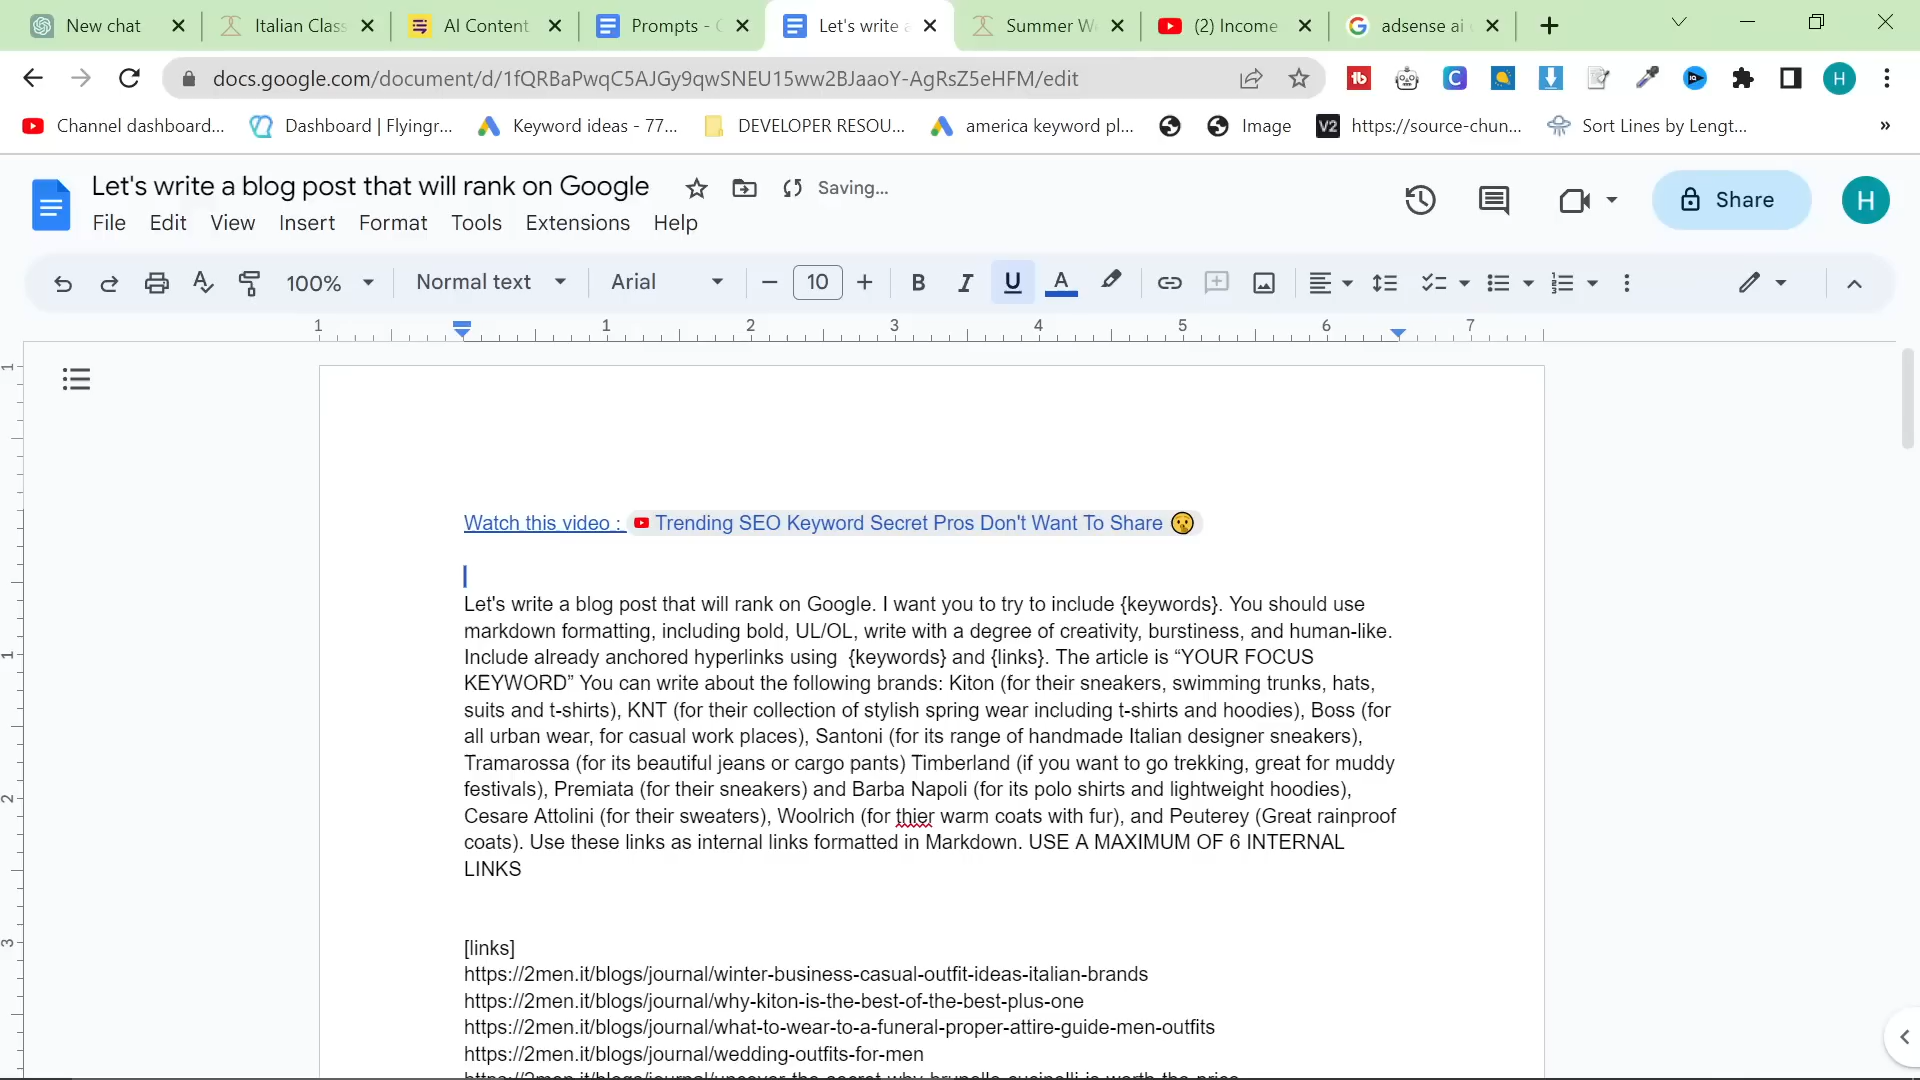 New chat
Italian Class
AI Content
Prompts - C
Let's write a
Summer W
(2) Income
adsense ai
docs.google.com/document/d/1fQRBaPwqC5AJGy9qwSNEU15ww2BJaaoY-AgRsZ5eHFM/edit
H
Channel dashboard...
Dashboard | Flyingr...
Keyword ideas - 77...
DEVELOPER RESOU...
america keyword pl...
Image
V2
https://source-chun...
Sort Lines by Lengt...
»
Let's write a blog post that will rank on Google
Saving...
File Edit View Insert Format Tools Extensions Help
Share
H
100%
Normal text
Arial
10
B I U A
1 1 2 3 4 5 6 7
1
1
2
3
Watch this video : Trending SEO Keyword Secret Pros Don't Want To Share 🤫
Let's write a blog post that will rank on Google. I want you to try to include {keywords}. You should use
markdown formatting, including bold, UL/OL, write with a degree of creativity, burstiness, and human-like.
Include already anchored hyperlinks using {keywords} and {links}. The article is “YOUR FOCUS
KEYWORD” You can write about the following brands: Kiton (for their sneakers, swimming trunks, hats,
suits and t-shirts), KNT (for their collection of stylish spring wear including t-shirts and hoodies), Boss (for
all urban wear, for casual work places), Santoni (for its range of handmade Italian designer sneakers),
Tramarossa (for its beautiful jeans or cargo pants) Timberland (if you want to go trekking, great for muddy
festivals), Premiata (for their sneakers) and Barba Napoli (for its polo shirts and lightweight hoodies),
Cesare Attolini (for their sweaters), Woolrich (for thier warm coats with fur), and Peuterey (Great rainproof
coats). Use these links as internal links formatted in Markdown. USE A MAXIMUM OF 6 INTERNAL
LINKS
[links]
https://2men.it/blogs/journal/winter-business-casual-outfit-ideas-italian-brands
https://2men.it/blogs/journal/why-kiton-is-the-best-of-the-best-plus-one
https://2men.it/blogs/journal/what-to-wear-to-a-funeral-proper-attire-guide-men-outfits
https://2men.it/blogs/journal/wedding-outfits-for-men